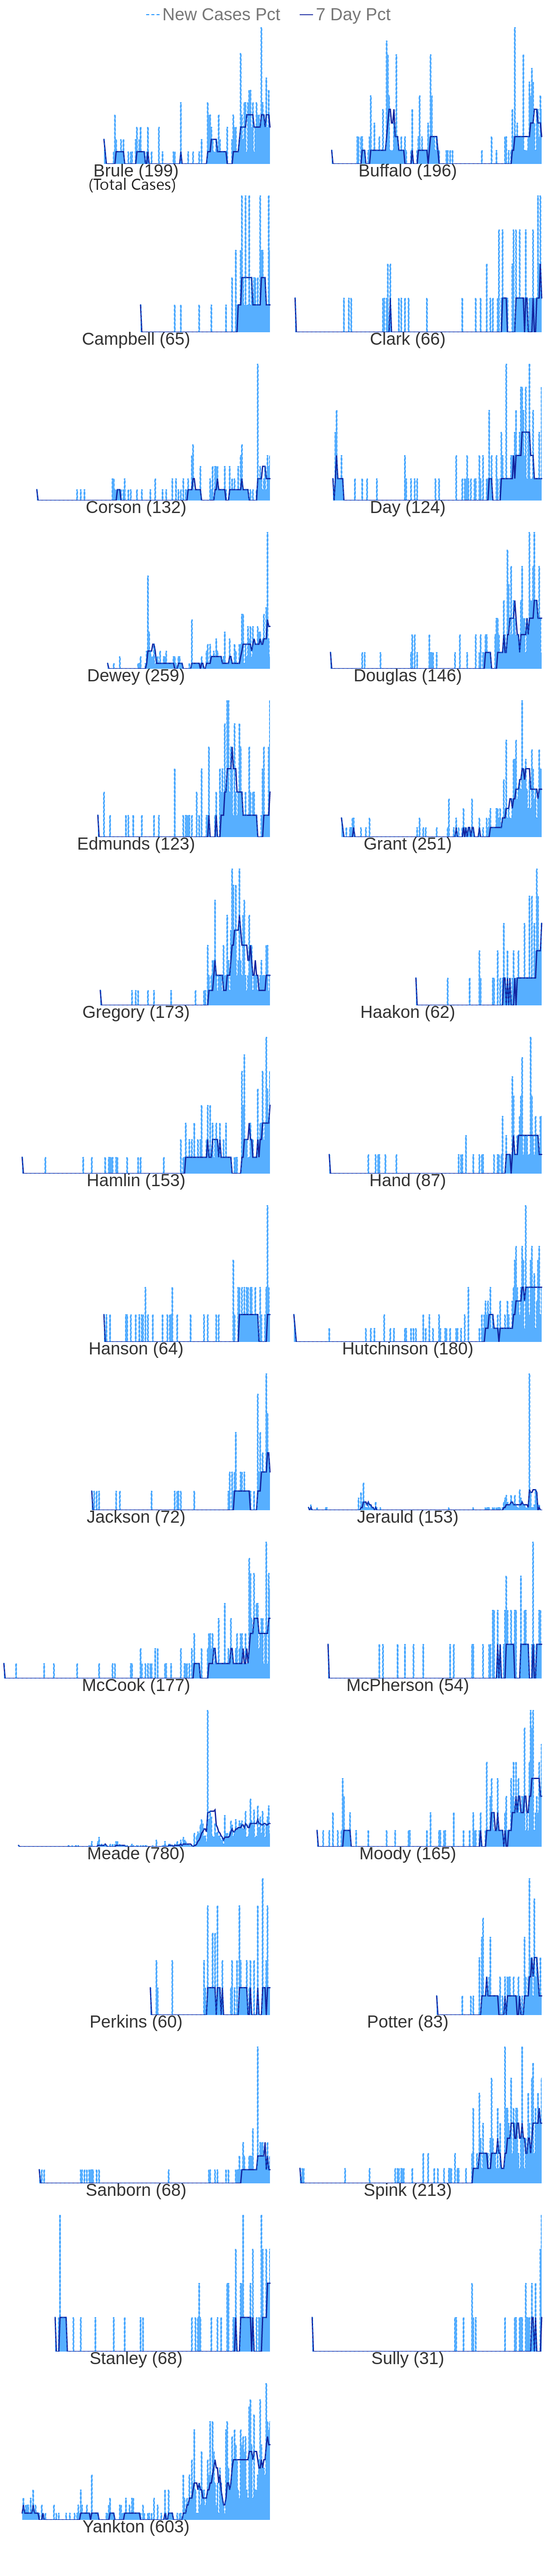 New Cases Pct 7 Day Pct
Brule (199) Buffalo (196)
(Total Cases)
Campbell (65) Clark (66)
Corson (132) Day (124)
Dewey (259) Douglas (146)
Edmunds (123) Grant (251)
Gregory (173) Haakon (62)
Hamlin (153) Hand (87)
Hanson (64) Hutchinson (180)
Jackson (72) Jerauld (153)
McCook (177) McPherson (54)
Meade (780) Moody (165)
Perkins (60) Potter (83)
Sanborn (68) Spink (213)
Stanley (68) Sully (31)
Yankton (603)